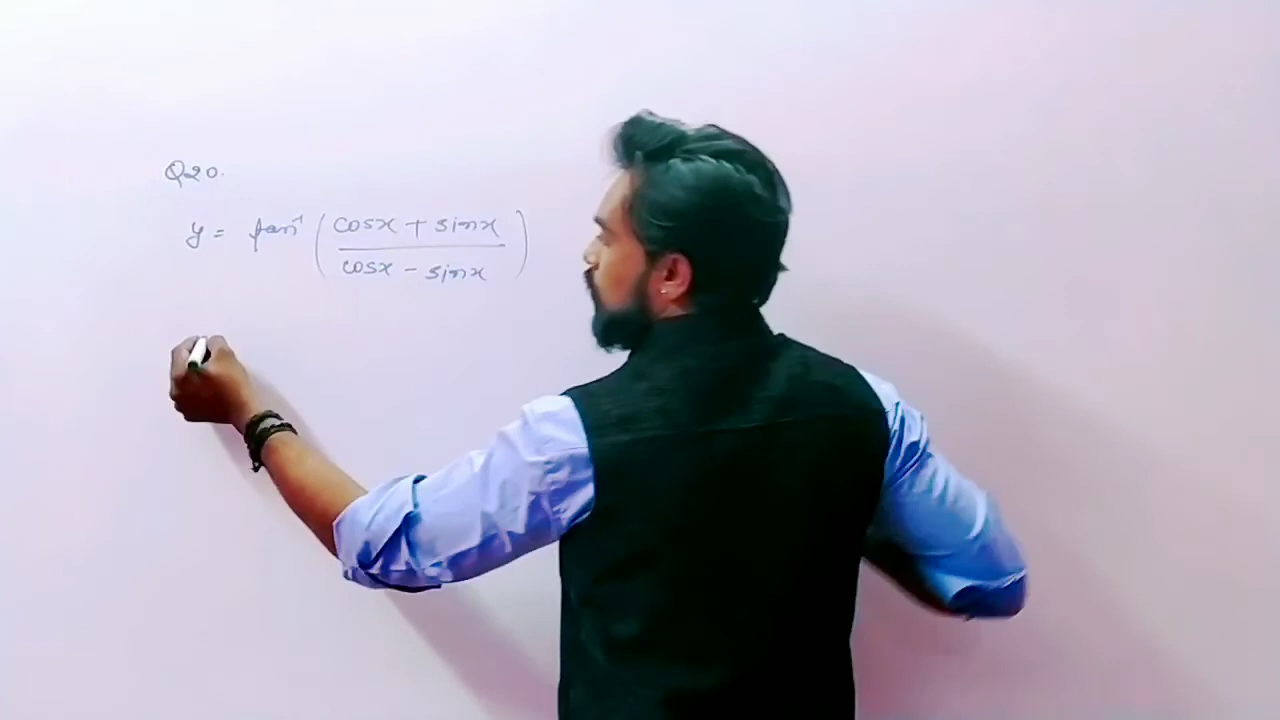 Q20.
y = tan⁻¹ ( cosx + sinx / cosx - sinx )